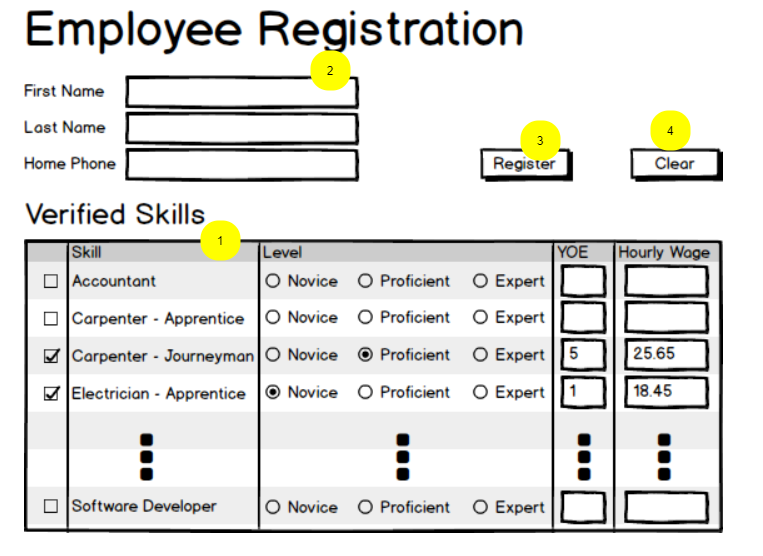 Employee Registration
2
First Name
Last Name
3
4
Home Phone
Register
Clear
Verified Skills
1
Skill Level YOE Hourly Wage
Accountant Novice Proficient Expert
Carpenter - Apprentice Novice Proficient Expert
Carpenter - Journeyman Novice Proficient Expert 5 25.65
Electrician - Apprentice Novice Proficient Expert 1 18.45
Software Developer Novice Proficient Expert